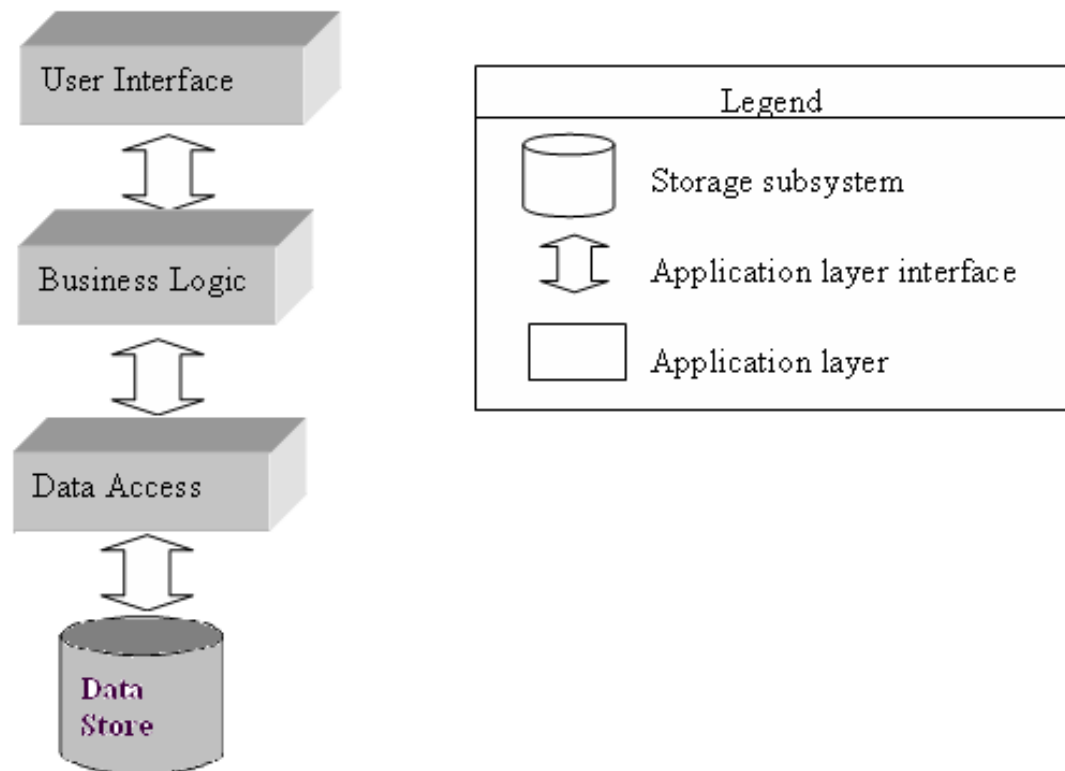 User Interface
Business Logic
Data Access
Data
Store
Legend
Storage subsystem
Application layer interface
Application layer